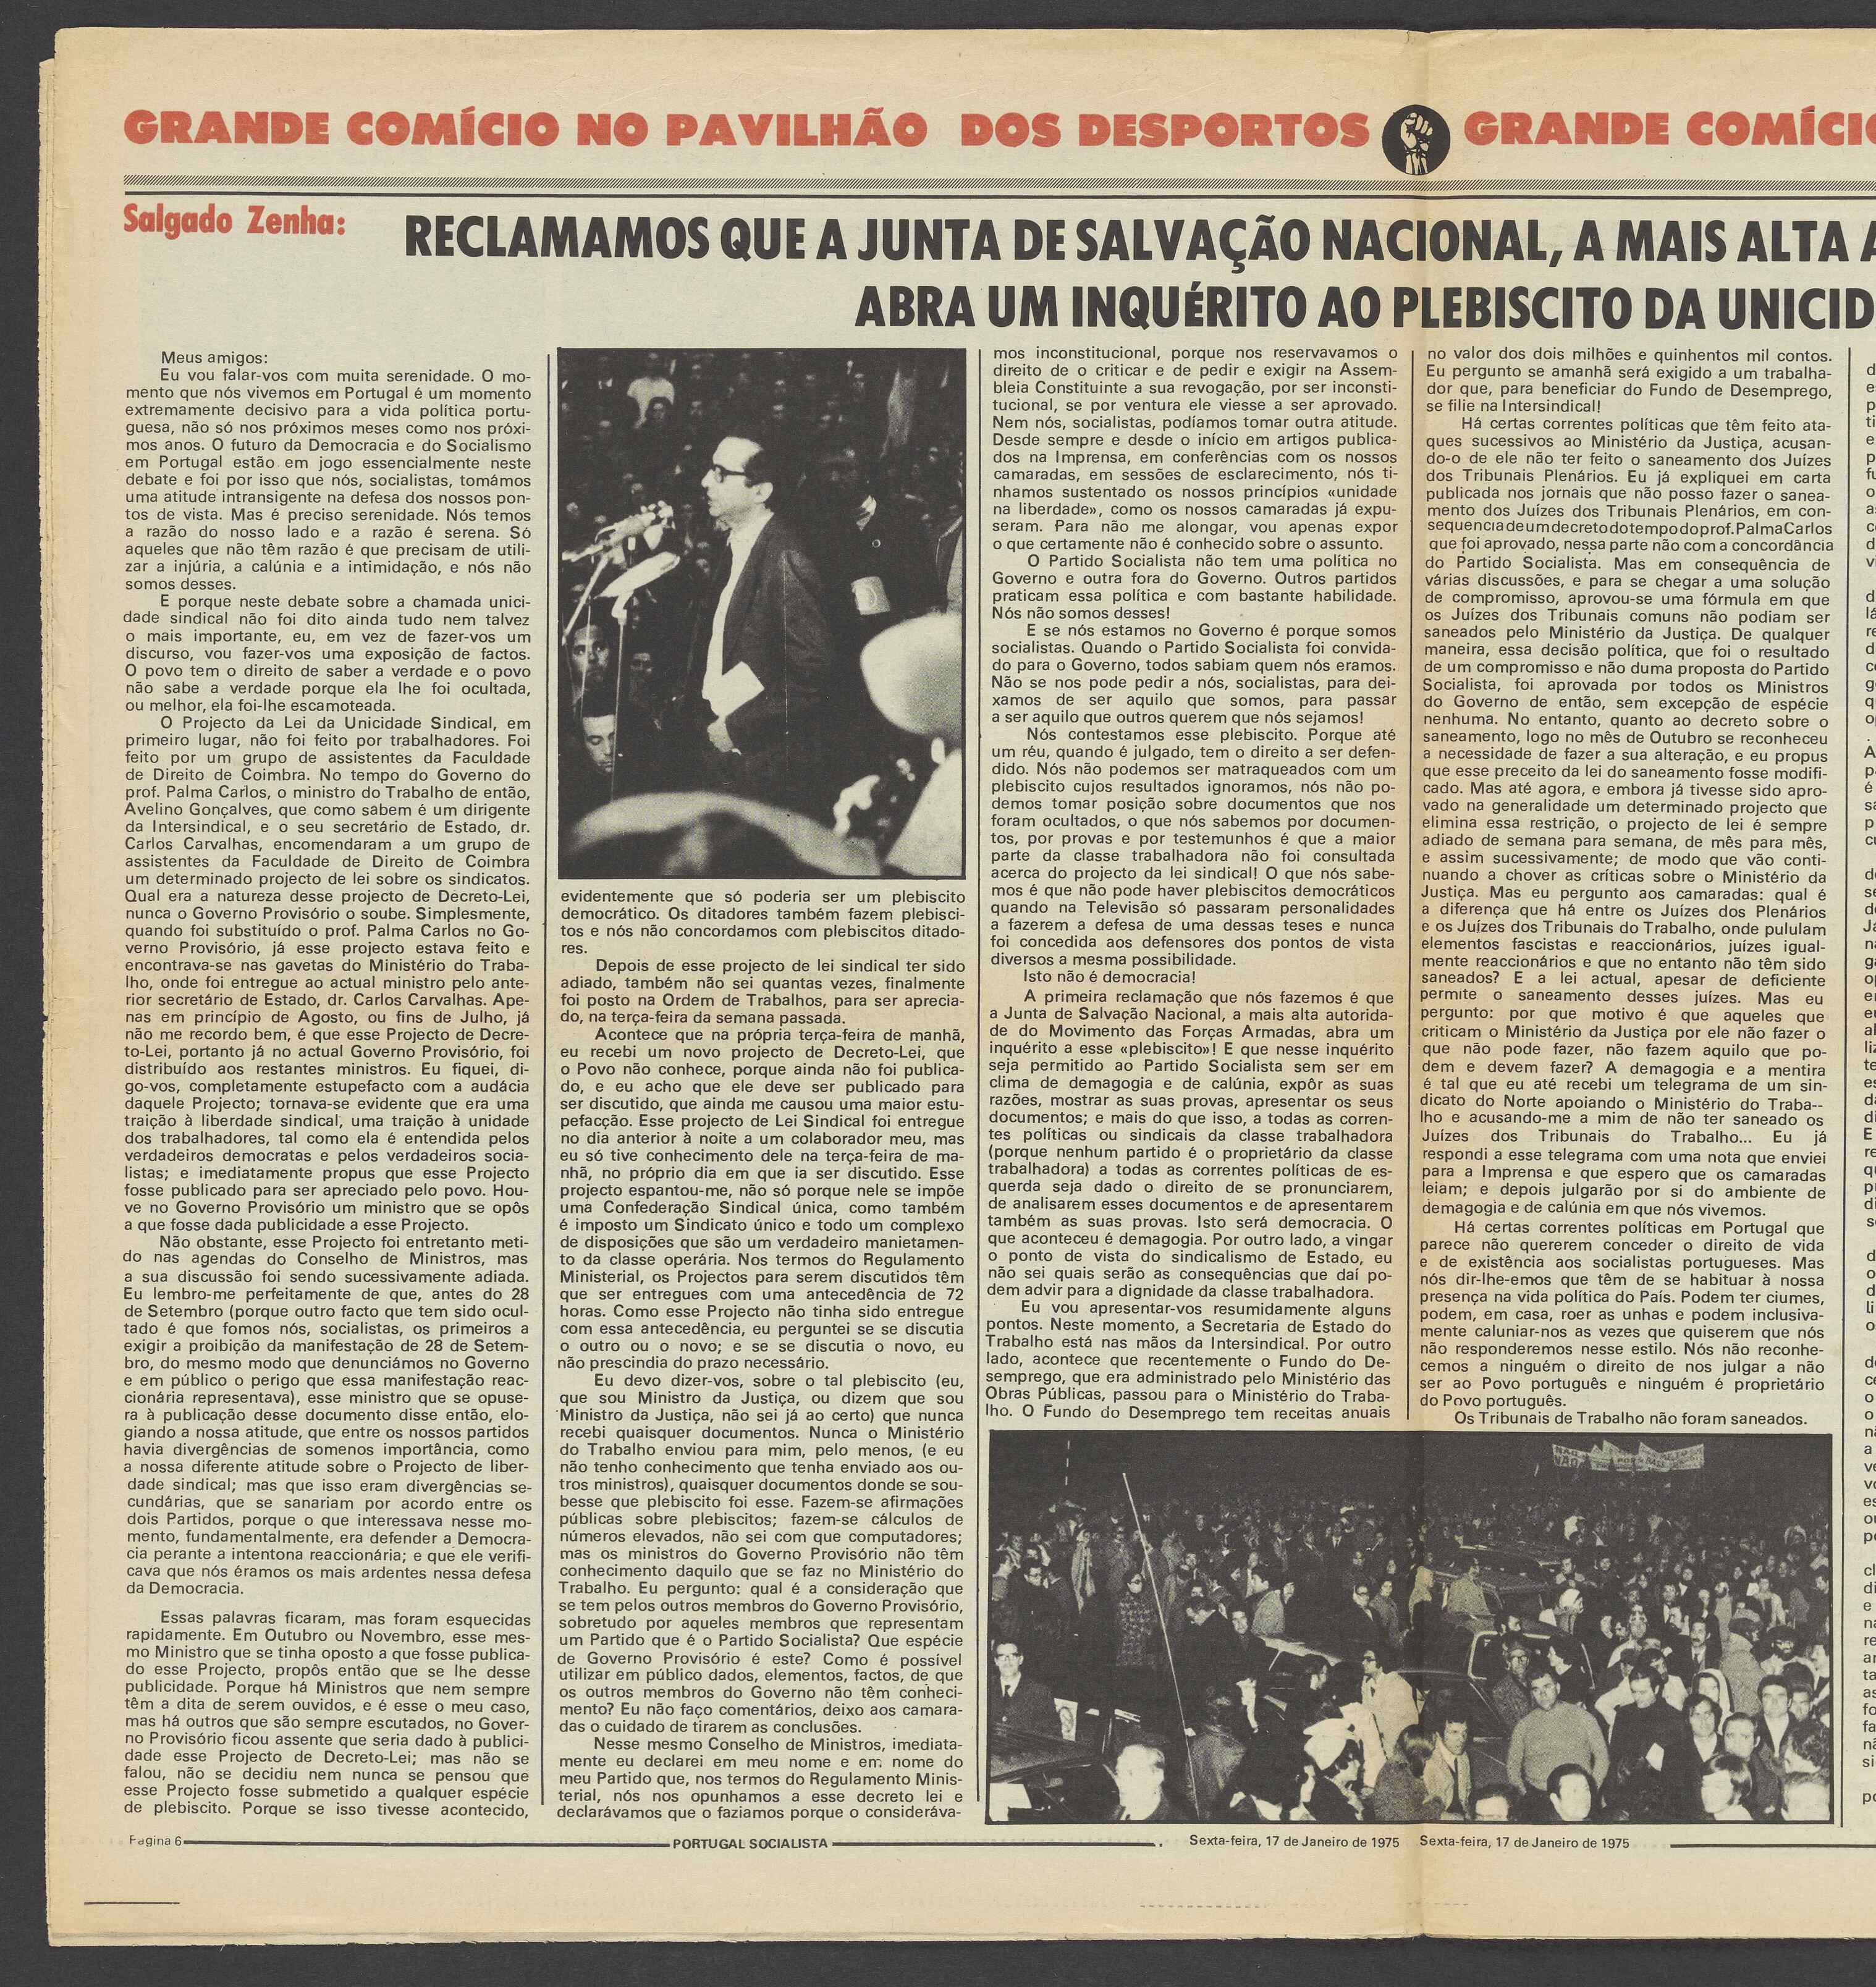 GRANDE COMÍCIO NO PAVILHÃO DOS DESPORTOS GRANDE COMÍCI
Salgado Zenha:
RECLAMAMOS QUE A JUNTA DE SALVAÇÃO NACIONAL, A MAIS ALTA
ABRA UM INQUÉRITO AO PLEBISCITO DA UNICID
Meus amigos:
Eu vou falar-vos com muita serenidade. O mo-
mento que nós vivemos em Portugal é um momento
extremamente decisivo para a vida política portu-
guesa, não só nos próximos meses como nos próxi-
mos anos. O futuro da Democracia e do Socialismo
em Portugal estão em jogo essencialmente neste
debate e foi por isso que nós, socialistas, tomámos
uma atitude intransigente na defesa dos nossos pon-
tos de vista. Mas é preciso serenidade. Nós temos
a razão do nosso lado e a razão é serena. Só
aqueles que não têm razão é que precisam de utili-
zar a injúria, a calúnia e a intimidação, e nós não
somos desses.
E porque neste debate sobre a chamada unici-
dade sindical não foi dito ainda tudo nem talvez
o mais importante, eu, em vez de fazer-vos um
discurso, vou fazer-vos uma exposição de factos.
O povo tem o direito de saber a verdade e o povo
não sabe a verdade porque ela lhe foi ocultada,
ou melhor, ela foi-lhe escamoteada.
O Projecto da Lei da Unicidade Sindical, em
primeiro lugar, não foi feito por trabalhadores. Foi
feito por um grupo de assistentes da Faculdade
de Direito de Coimbra. No tempo do Governo do
prof. Palma Carlos, o ministro do Trabalho de então,
Avelino Gonçalves, que como sabem é um dirigente
da Intersindical, e o seu secretário de Estado, dr.
Carlos Carvalhas, encomendaram a um grupo de
assistentes da Faculdade de Direito de Coimbra
um determinado projecto de lei sobre os sindicatos.
Qual era a natureza desse projecto de Decreto-Lei,
nunca o Governo Provisório o soube. Simplesmente,
quando foi substituído o prof. Palma Carlos no Go-
verno Provisório, já esse projecto estava feito e
encontrava-se nas gavetas do Ministério do Traba-
lho, onde foi entregue ao actual ministro pelo ante-
rior secretário de Estado, dr. Carlos Carvalhas. Ape-
nas em princípio de Agosto, ou fins de Julho, já
não me recordo bem, é que esse Projecto de Decre-
to-Lei, portanto já no actual Governo Provisório, foi
distribuído aos restantes ministros. Eu fiquei, di-
go-vos, completamente estupefacto com a audácia
daquele Projecto; tornava-se evidente que era uma
traição à liberdade sindical, uma traição à unidade
dos trabalhadores, tal como ela é entendida pelos
verdadeiros democratas e pelos verdadeiros socia-
listas; e imediatamente propus que esse Projecto
fosse publicado para ser apreciado pelo povo. Hou-
ve no Governo Provisório um ministro que se opôs
a que fosse dada publicidade a esse Projecto.
Não obstante, esse Projecto foi entretanto meti-
do nas agendas do Conselho de Ministros, mas
a sua discussão foi sendo sucessivamente adiada.
Eu lembro-me perfeitamente de que, antes do 28
de Setembro (porque outro facto que tem sido ocul-
tado é que fomos nós, socialistas, os primeiros a
exigir a proibição da manifestação de 28 de Setem-
bro, do mesmo modo que denunciámos no Governo
e em público o perigo que essa manifestação reac-
cionária representava), esse ministro que se opuse-
ra à publicação desse documento disse então, elo-
giando a nossa atitude, que entre os nossos partidos
havia divergências de somenos importância, como
a nossa diferente atitude sobre o Projecto de liber-
dade sindical; mas que isso eram divergências se-
cundárias, que se sanariam por acordo entre os
dois Partidos, porque o que interessava nesse mo-
mento, fundamentalmente, era defender a Democra-
cia perante a intentona reaccionária; e que ele verifi-
cava que nós éramos os mais ardentes nessa defesa
da Democracia.
Essas palavras ficaram, mas foram esquecidas
rapidamente. Em Outubro ou Novembro, esse mes-
mo Ministro que se tinha oposto a que fosse publica-
do esse Projecto, propôs então que se lhe desse
publicidade. Porque há Ministros que nem sempre
têm a dita de serem ouvidos, e é esse o meu caso,
mas há outros que são sempre escutados, no Gover-
no Provisório ficou assente que seria dado à publici-
dade esse Projecto de Decreto-Lei; mas não se
falou, não se decidiu nem nunca se pensou que
esse Projecto fosse submetido a qualquer espécie
de plebiscito. Porque se isso tivesse acontecido,
evidentemente que só poderia ser um plebiscito
democrático. Os ditadores também fazem plebisci-
tos e nós não concordamos com plebiscitos ditado-
res.
Depois de esse projecto de lei sindical ter sido
adiado, também não sei quantas vezes, finalmente
foi posto na Ordem de Trabalhos, para ser aprecia-
do, na terça-feira da semana passada.
Acontece que na própria terça-feira de manhã,
eu recebi um novo projecto de Decreto-Lei, que
o Povo não conhece, porque ainda não foi publica-
do, e eu acho que ele deve ser publicado para
ser discutido, que ainda me causou uma maior estu-
pefacção. Esse projecto de Lei Sindical foi entregue
no dia anterior à noite a um colaborador meu, mas
eu só tive conhecimento dele na terça-feira de ma-
nhã, no próprio dia em que ia ser discutido. Esse
projecto espantou-me, não só porque nele se impõe
uma Confederação Sindical única, como também
é imposto um Sindicato único e todo um complexo
de disposições que são um verdadeiro manietamen-
to da classe operária. Nos termos do Regulamento
Ministerial, os Projectos para serem discutidos têm
que ser entregues com uma antecedência de 72
horas. Como esse Projecto não tinha sido entregue
com essa antecedência, eu perguntei se se discutia
o outro ou o novo; e se se discutia o novo, eu
não prescindia do prazo necessário.
Eu devo dizer-vos, sobre o tal plebiscito (eu,
que sou Ministro da Justiça, ou dizem que sou
Ministro da Justiça, não sei já ao certo) que nunca
recebi quaisquer documentos. Nunca o Ministério
do Trabalho enviou para mim, pelo menos, (e eu
não tenho conhecimento que tenha enviado aos ou-
tros ministros), quaisquer documentos donde se sou-
besse que plebiscito foi esse. Fazem-se afirmações
públicas sobre plebiscitos; fazem-se cálculos de
números elevados, não sei com que computadores;
mas os ministros do Governo Provisório não têm
conhecimento daquilo que se faz no Ministério do
Trabalho. Eu pergunto: qual é a consideração que
se tem pelos outros membros do Governo Provisório,
sobretudo por aqueles membros que representam
um Partido que é o Partido Socialista? Que espécie
de Governo Provisório é este? Como é possível
utilizar em público dados, elementos, factos, de que
os outros membros do Governo não têm conheci-
mento? Eu não faço comentários, deixo aos camara-
das o cuidado de tirarem as conclusões.
Nesse mesmo Conselho de Ministros, imediata-
mente eu declarei em meu nome e em nome do
meu Partido que, nos termos do Regulamento Minis-
terial, nós nos opunhamos a esse decreto lei e
declarávamos que o faziamos porque o consideráva-
mos inconstitucional, porque nos reservavamos o
direito de o criticar e de pedir e exigir na Assem-
bleia Constituinte a sua revogação, por ser inconsti-
tucional, se por ventura ele viesse a ser aprovado.
Nem nós, socialistas, podíamos tomar outra atitude.
Desde sempre e desde o início em artigos publica-
dos na Imprensa, em conferências com os nossos
camaradas, em sessões de esclarecimento, nós ti-
nhamos sustentado os nossos princípios «unidade
na liberdade», como os nossos camaradas já expu-
seram. Para não me alongar, vou apenas expor
o que certamente não é conhecido sobre o assunto.
O Partido Socialista não tem uma política no
Governo e outra fora do Governo. Outros partidos
praticam essa política e com bastante habilidade.
Nós não somos desses!
E se nós estamos no Governo é porque somos
socialistas. Quando o Partido Socialista foi convida-
do para o Governo, todos sabiam quem nós eramos.
Não se nos pode pedir a nós, socialistas, para dei-
xamos de ser aquilo que somos, para passar
a ser aquilo que outros querem que nós sejamos!
Nós contestamos esse plebiscito. Porque até
um réu, quando é julgado, tem o direito a ser defen-
dido. Nós não podemos ser matraqueados com um
plebiscito cujos resultados ignoramos, nós não po-
demos tomar posição sobre documentos que nos
foram ocultados, o que nós sabemos por documen-
tos, por provas e por testemunhos é que a maior
parte da classe trabalhadora não foi consultada
acerca do projecto da lei sindical! O que nós sabe-
mos é que não pode haver plebiscitos democráticos
quando na Televisão só passaram personalidades
a fazerem a defesa de uma dessas teses e nunca
foi concedida aos defensores dos pontos de vista
diversos a mesma possibilidade.
Isto não é democracia!
A primeira reclamação que nós fazemos é que
a Junta de Salvação Nacional, a mais alta autorida-
de do Movimento das Forças Armadas, abra um
inquérito a esse «plebiscito»! E que nesse inquérito
seja permitido ao Partido Socialista sem ser em
clima de demagogia e de calúnia, expôr as suas
razões, mostrar as suas provas, apresentar os seus
documentos; e mais do que isso, a todas as corren-
tes políticas ou sindicais da classe trabalhadora
(porque nenhum partido é o proprietário da classe
trabalhadora) a todas as correntes políticas de es-
querda seja dado o direito de se pronunciarem,
de analisarem esses documentos e de apresentarem
também as suas provas. Isto será democracia. O
que aconteceu é demagogia. Por outro lado, a vingar
o ponto de vista do sindicalismo de Estado, eu
não sei quais serão as consequências que daí po-
dem advir para a dignidade da classe trabalhadora.
Eu vou apresentar-vos resumidamente alguns
pontos. Neste momento, a Secretaria de Estado do
Trabalho está nas mãos da Intersindical. Por outro
lado, acontece que recentemente o Fundo do De-
semprego, que era administrado pelo Ministério das
Obras Públicas, passou para o Ministério do Traba-
lho. O Fundo do Desemprego tem receitas anuais
no valor dos dois milhões e quinhentos mil contos.
Eu pergunto se amanhã será exigido a um trabalha-
dor que, para beneficiar do Fundo de Desemprego,
se filie na Intersindical!
Há certas correntes políticas que têm feito ata-
ques sucessivos ao Ministério da Justiça, acusan-
do-o de ele não ter feito o saneamento dos Juízes
dos Tribunais Plenários. Eu já expliquei em carta
publicada nos jornais que não posso fazer o sanea-
mento dos Juízes dos Tribunais Plenários, em con-
sequencia de um decreto do tempo do prof. Palma Carlos
que foi aprovado, nessa parte não com a concordância
do Partido Socialista. Mas em consequência de
várias discussões, e para se chegar a uma solução
de compromisso, aprovou-se uma fórmula em que
os Juízes dos Tribunais comuns não podiam ser
saneados pelo Ministério da Justiça. De qualquer
maneira, essa decisão política, que foi o resultado
de um compromisso e não duma proposta do Partido
Socialista, foi aprovada por todos os Ministros
do Governo de então, sem excepção de espécie
nenhuma. No entanto, quanto ao decreto sobre o
saneamento, logo no mês de Outubro se reconheceu
a necessidade de fazer a sua alteração, e eu propus
que esse preceito da lei do saneamento fosse modifi-
cado. Mas até agora, e embora já tivesse sido apro-
vado na generalidade um determinado projecto que
elimina essa restrição, o projecto de lei é sempre
adiado de semana para semana, de mês para mês,
e assim sucessivamente; de modo que vão conti-
nuando a chover as críticas sobre o Ministério da
Justiça. Mas eu pergunto aos camaradas: qual é
a diferença que há entre os Juízes dos Plenários
e os Juízes dos Tribunais do Trabalho, onde pululam
elementos fascistas e reaccionários, juízes igual-
mente reaccionários e que no entanto não têm sido
saneados? E a lei actual, apesar de deficiente
permite o saneamento desses juízes. Mas eu
pergunto: por que motivo é que aqueles que
criticam o Ministério da Justiça por ele não fazer o
que não pode fazer, não fazem aquilo que po-
dem e devem fazer? A demagogia e a mentira
é tal que eu até recebi um telegrama de um sin-
dicato do Norte apoiando o Ministério do Traba--
lho e acusando-me a mim de não ter saneado os
Juízes dos Tribunais do Trabalho... Eu já
respondi a esse telegrama com uma nota que enviei
para a Imprensa e que espero que os camaradas
leiam; e depois julgarão por si do ambiente de
demagogia e de calúnia em que nós vivemos.
Há certas correntes políticas em Portugal que
parece não quererem conceder o direito de vida
e de existência aos socialistas portugueses. Mas
nós dir-lhe-emos que têm de se habituar à nossa
presença na vida política do País. Podem ter ciumes,
podem, em casa, roer as unhas e podem inclusiva-
mente caluniar-nos as vezes que quiserem que nós
não responderemos nesse estilo. Nós não reconhe-
cemos a ninguém o direito de nos julgar a não
ser ao Povo português e ninguém é proprietário
do Povo português.
Os Tribunais de Trabalho não foram saneados.
Pagina 6
PORTUGAL SOCIALISTA
Sexta-feira, 17 de Janeiro de 1975
Sexta-feira, 17 de Janeiro de 1975